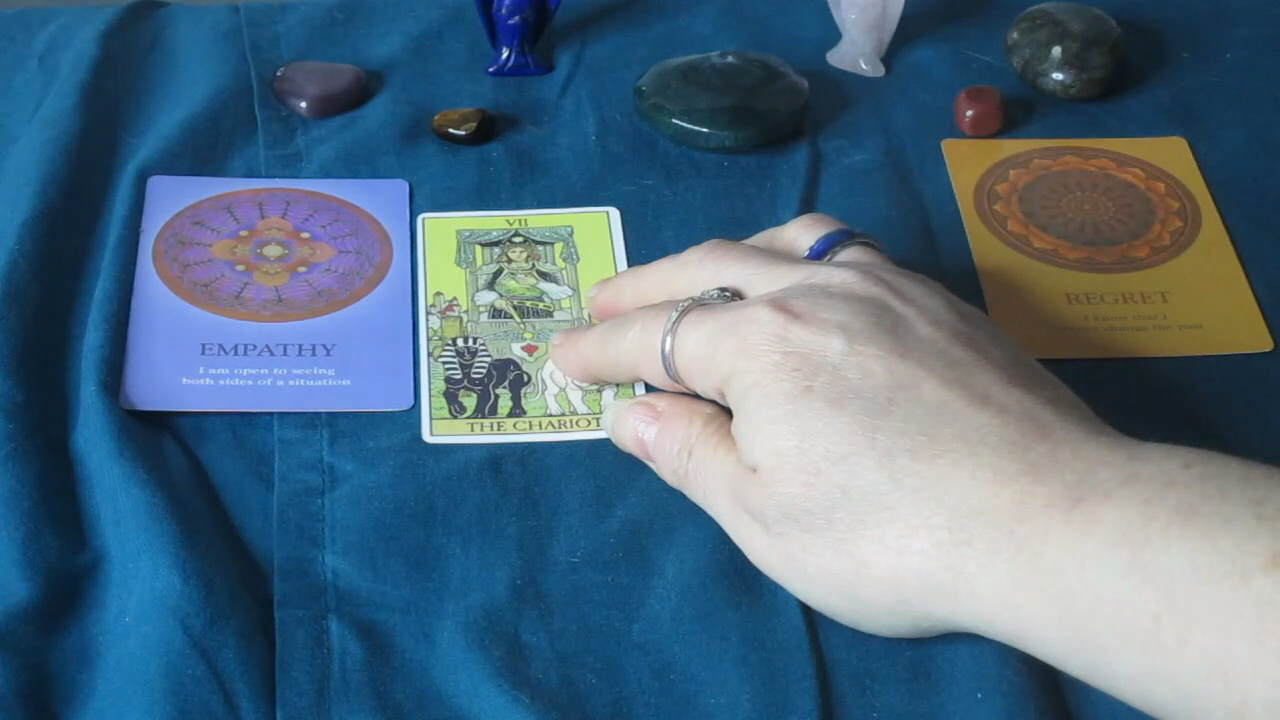 EMPATHY
I am open to seeing
both sides of a situation
VII
THE CHARIOT
REGRET
I know that I
change the past